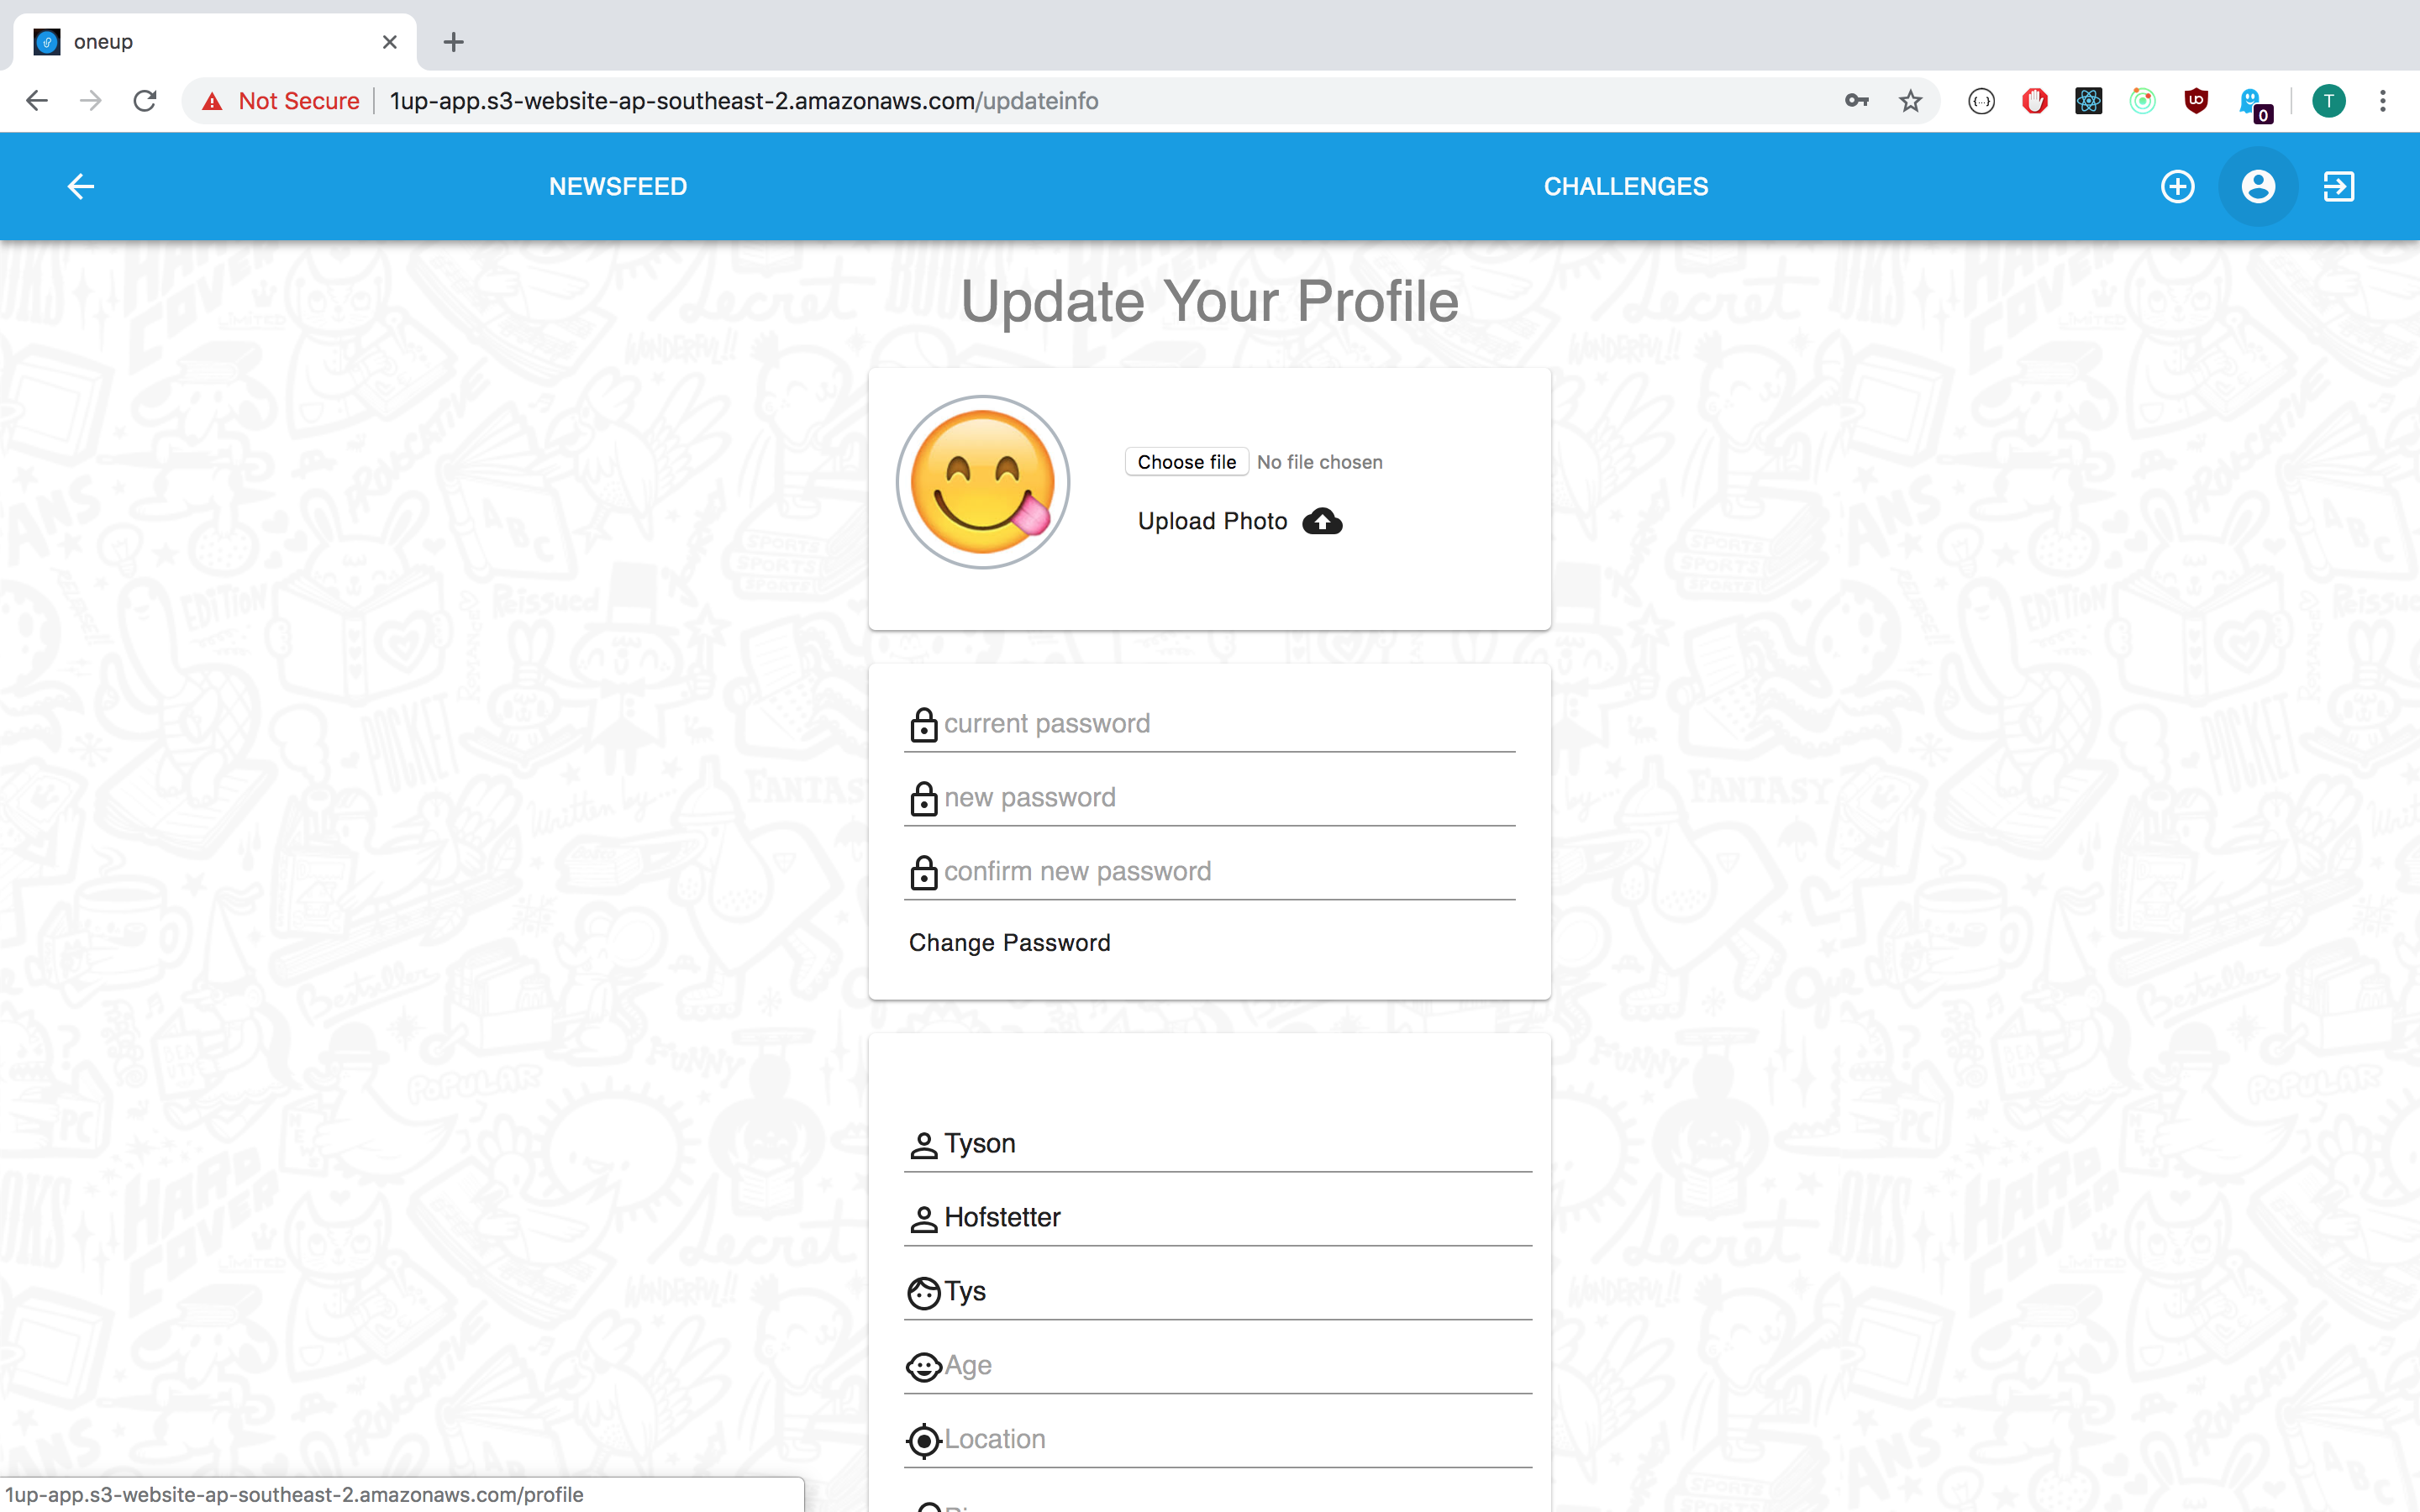 oneup
Not Secure 1up-app.s3-website-ap-southeast-2.amazonaws.com/updateinfo
0
T
NEWSFEED CHALLENGES
Update Your Profile
Choose file No file chosen
Upload Photo
current password
new password
confirm new password
Change Password
Tyson
Hofstetter
Tys
Age
Location
1up-app.s3-website-ap-southeast-2.amazonaws.com/profile